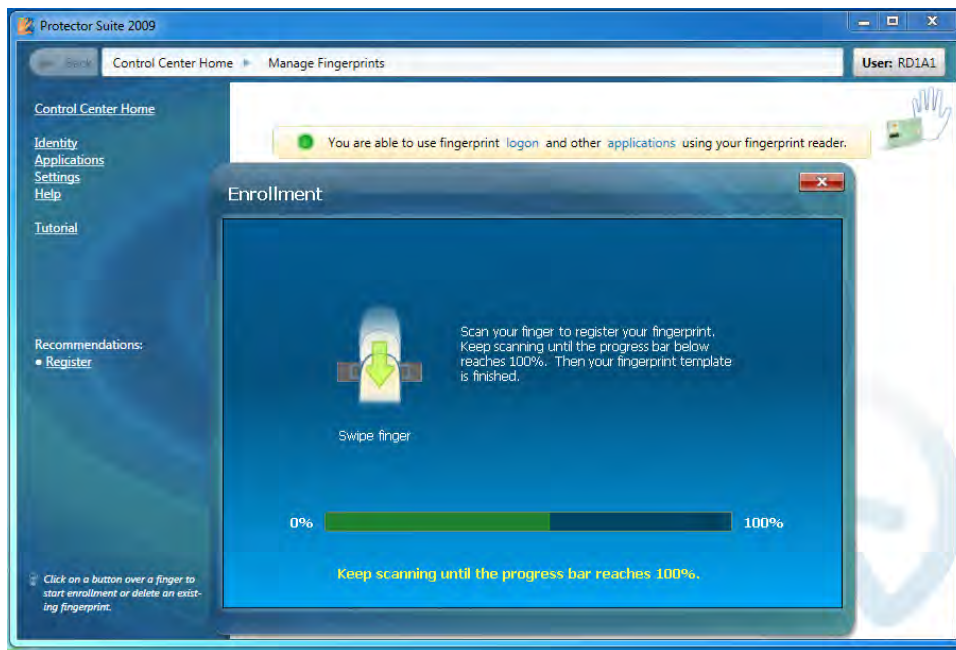 Protector Suite 2009
Back
Control Center Home
Manage Fingerprints
User: RD1A1
Control Center Home
You are able to use fingerprint logon and other applications using your fingerprint reader.
Identity
Applications
Settings
Help
Tutorial
Recommendations:
• Register
Click on a button over a finger to
start enrollment or delete an exist-
ing fingerprint.
Enrollment
Scan your finger to register your fingerprint.
Keep scanning until the progress bar below
reaches 100%. Then your fingerprint template
is finished.
Swipe finger
0%
100%
Keep scanning until the progress bar reaches 100%.